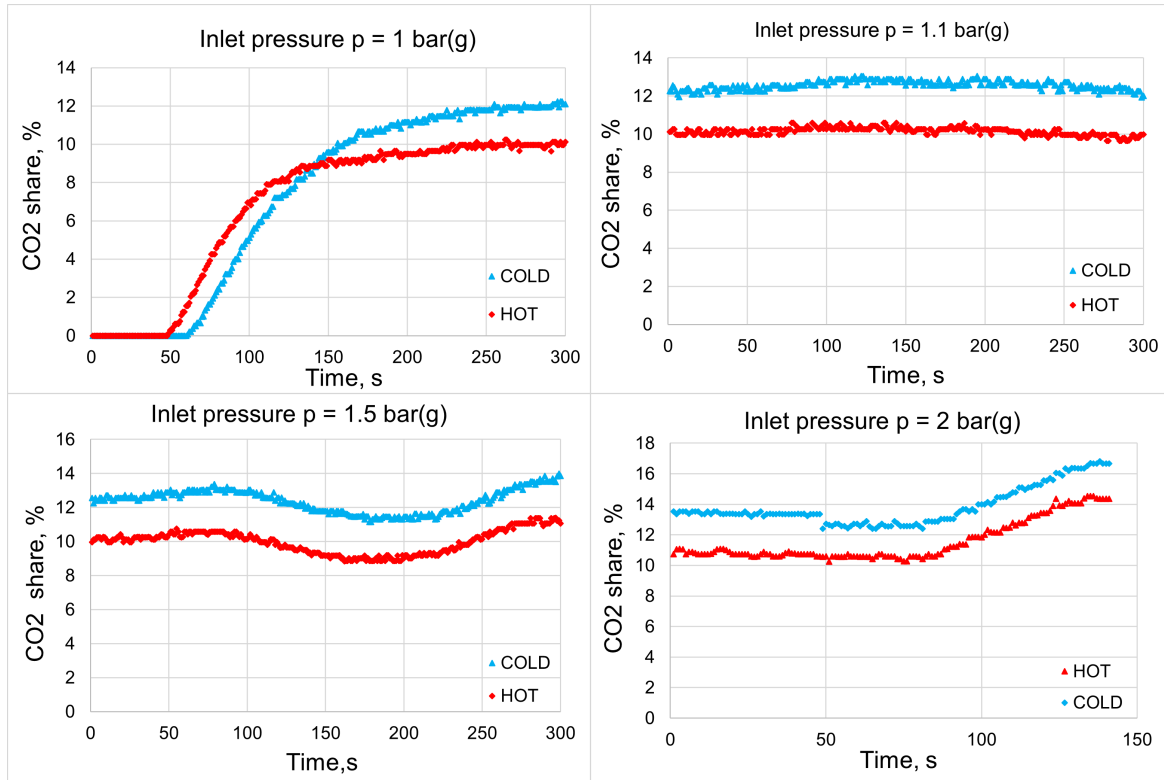 Inlet pressure p = 1 bar(g)
14
12
10
8
6
4
2
0
CO2 share, %
COLD
HOT
0 50 100 150 200 250 300
Time, s
Inlet pressure p = 1.1 bar(g)
14
12
10
8
6
4
2
0
CO2 share, %
COLD
HOT
0 50 100 150 200 250 300
Time, s
Inlet pressure p = 1.5 bar(g)
16
14
12
10
8
6
4
2
0
CO2 share, %
COLD
HOT
0 50 100 150 200 250 300
Time,s
Inlet pressure p = 2 bar(g)
18
16
14
12
10
8
6
4
2
0
CO2 share, %
HOT
COLD
0 50 100 150
Time, s